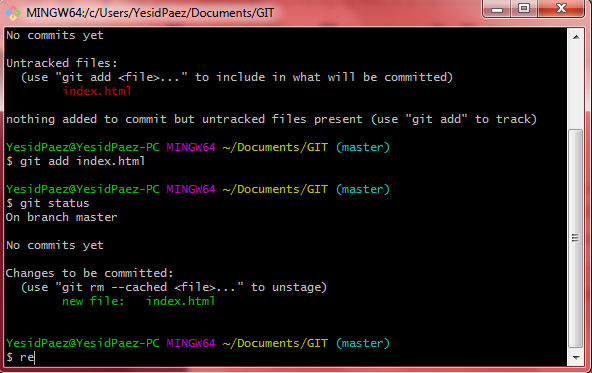 MINGW64:/c/Users/YesidPaez/Documents/GIT
No commits yet
Untracked files:
(use "git add <file>..." to include in what will be committed)
index.html
nothing added to commit but untracked files present (use "git add" to track)
YesidPaez@YesidPaez-PC MINGW64 ~/Documents/GIT (master)
$ git add index.html
YesidPaez@YesidPaez-PC MINGW64 ~/Documents/GIT (master)
$ git status
On branch master
No commits yet
Changes to be committed:
(use "git rm --cached <file>..." to unstage)
new file:   index.html
YesidPaez@YesidPaez-PC MINGW64 ~/Documents/GIT (master)
$ re